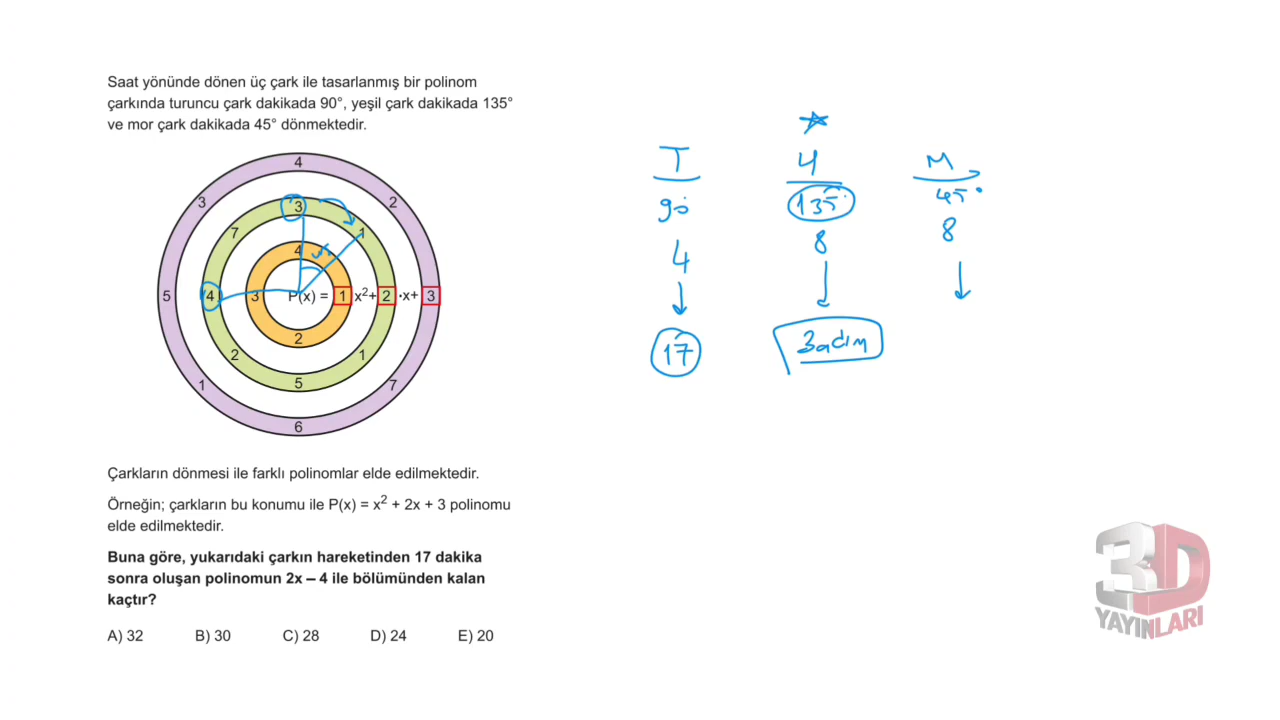 Saat yönünde dönen üç çark ile tasarlanmış bir polinom
çarkında turuncu çark dakikada 90°, yeşil çark dakikada 135°
ve mor çark dakikada 45° dönmektedir.
4
3 2
3
7 1
4
5 4 3 P(x) = 1 x²+ 2 ·x+ 3
2
2 1
5
1 7
6
T Y M
90 135° 45°
4 8 8
17 3 adım
Çarkların dönmesi ile farklı polinomlar elde edilmektedir.
Örneğin; çarkların bu konumu ile P(x) = x² + 2x + 3 polinomu
elde edilmektedir.
Buna göre, yukarıdaki çarkın hareketinden 17 dakika
sonra oluşan polinomun 2x – 4 ile bölümünden kalan
kaçtır?
A) 32 B) 30 C) 28 D) 24 E) 20
3D
YAYINLARI